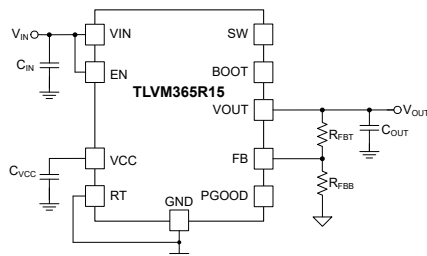 VIN VIN SW
CIN EN BOOT
TLVM365R15
VOUT VOUT
RFBT COUT
VCC FB
CVCC RFBB
RT PGOOD
GND